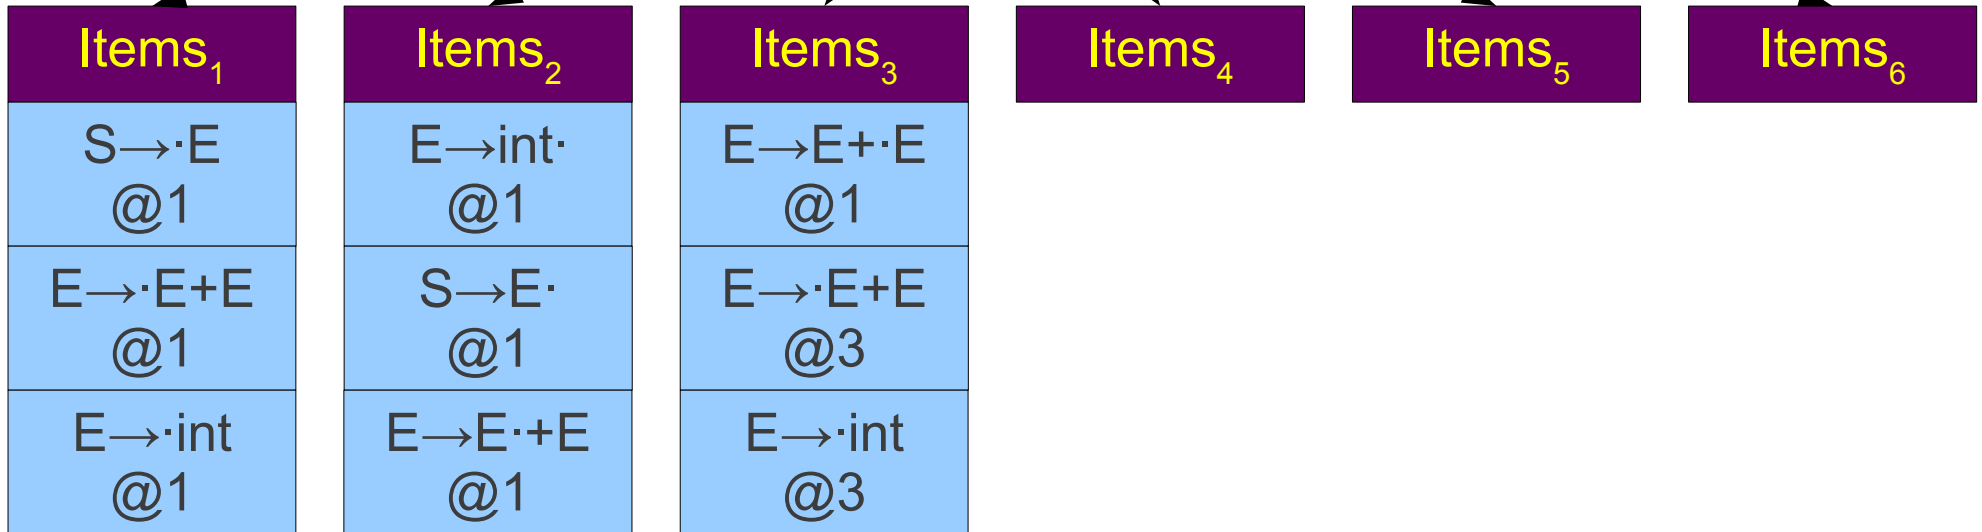 Items₁ Items₂ Items₃ Items₄ Items₅ Items₆
S→·E E→int· E→E+·E
@1 @1 @1
E→·E+E S→E· E→·E+E
@1 @1 @3
E→·int E→E·+E E→·int
@1 @1 @3